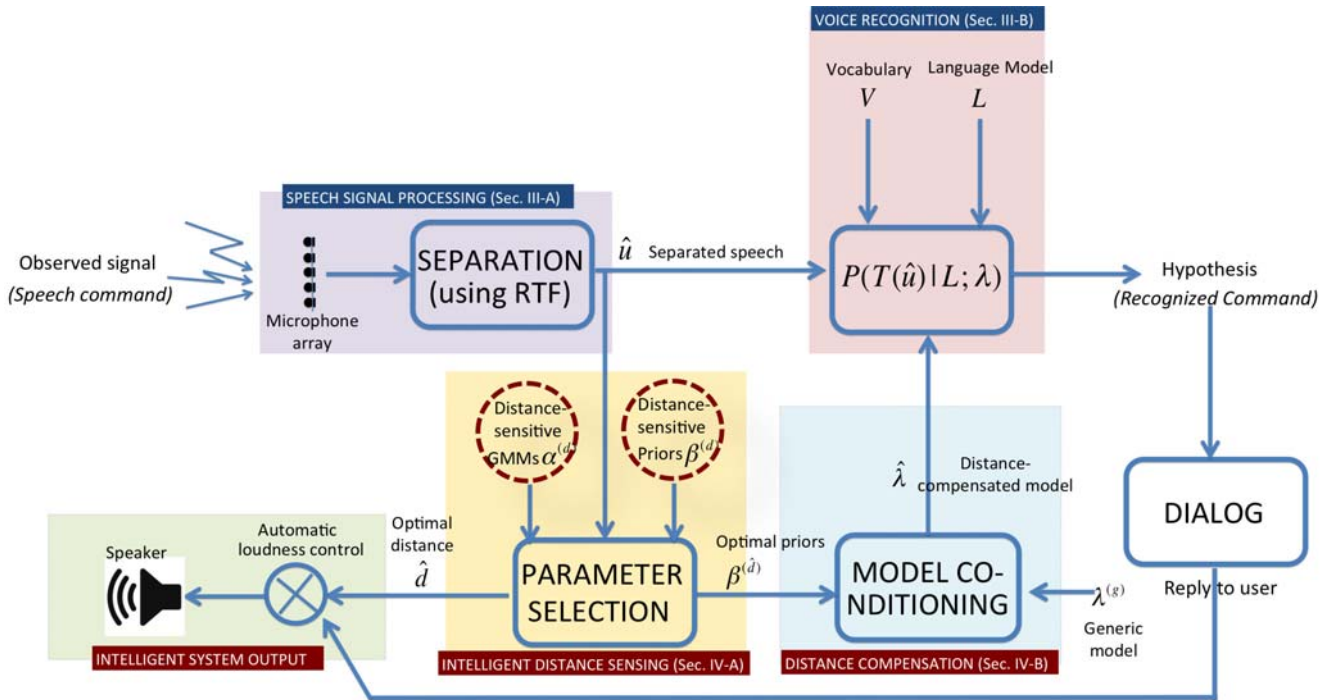 VOICE RECOGNITION (Sec. III-B)
Vocabulary
V
Language Model
L
SPEECH SIGNAL PROCESSING (Sec. III-A)
Observed signal
(Speech command)
Microphone
array
SEPARATION
(using RTF)
û Separated speech
P(T(û) | L; λ)
Hypothesis
(Recognized Command)
Distance-
sensitive
GMMs α^(d)
Distance-
sensitive
Priors β^(d)
λ̂
Distance-
compensated model
DIALOG
Reply to user
Speaker
Automatic
loudness control
Optimal
distance
d̂
PARAMETER
SELECTION
Optimal priors
β^(d̂)
MODEL CO-
NDITIONING
λ^(g)
Generic
model
INTELLIGENT SYSTEM OUTPUT
INTELLIGENT DISTANCE SENSING (Sec. IV-A)
DISTANCE COMPENSATION (Sec. IV-B)